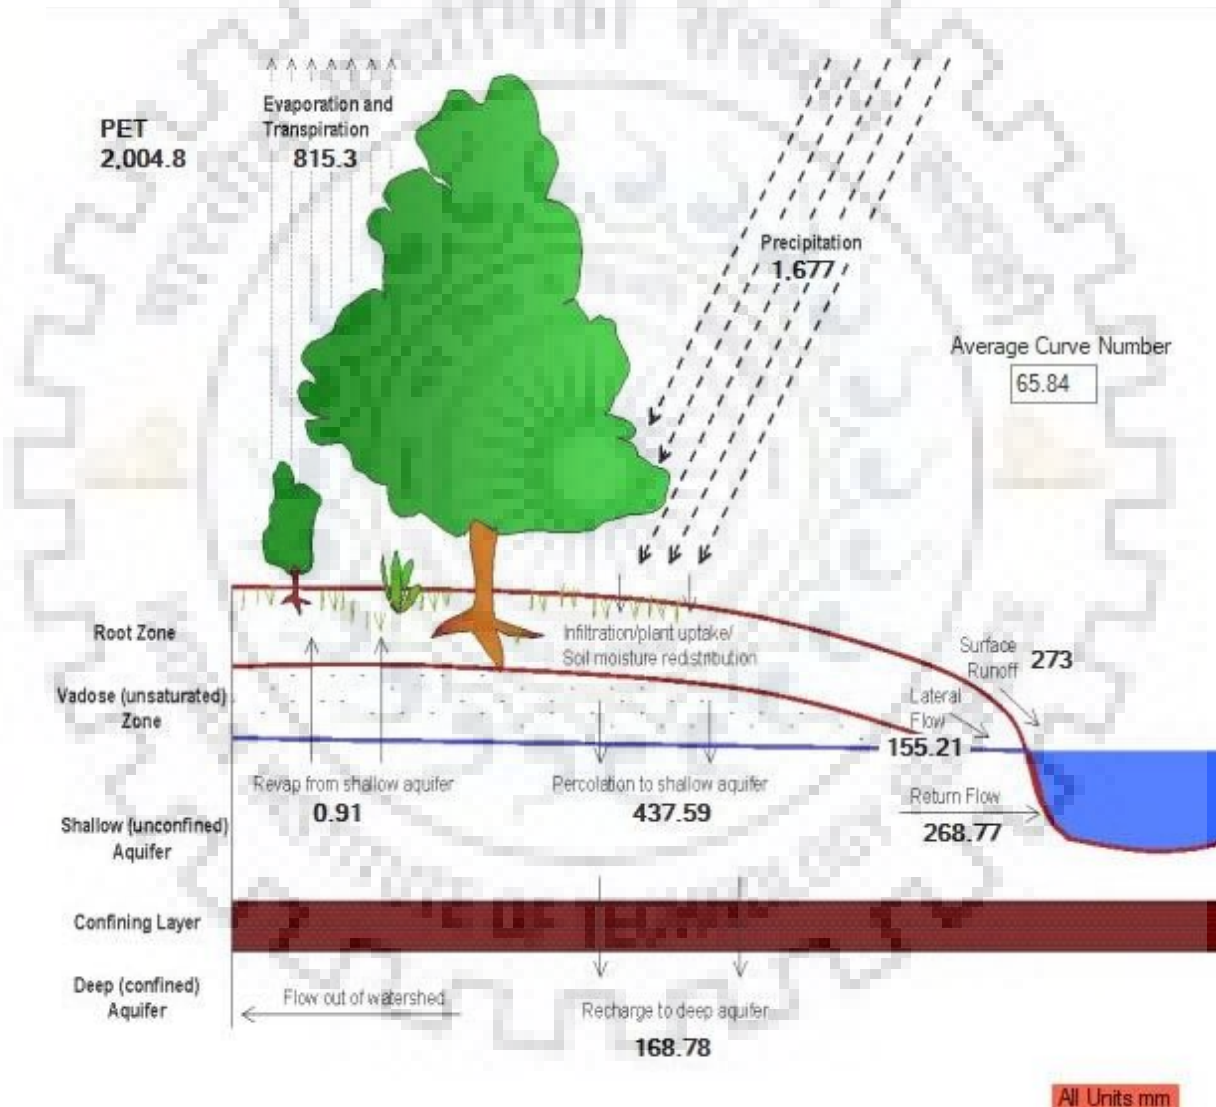 Evaporation and
Transpiration
815.3
PET
2,004.8
Precipitation
1,677
Average Curve Number
65.84
Root Zone
Infiltration/plant uptake/
Soil moisture redistribution
Surface
Runoff
273
Vadose (unsaturated)
Zone
Lateral
Flow
155.21
Revap from shallow aquifer
0.91
Percolation to shallow aquifer
437.59
Return Flow
268.77
Shallow (unconfined)
Aquifer
Confining Layer
OF TECHNO
Deep (confined)
Aquifer
Flow out of watershed
Recharge to deep aquifer
168.78
All Units mm